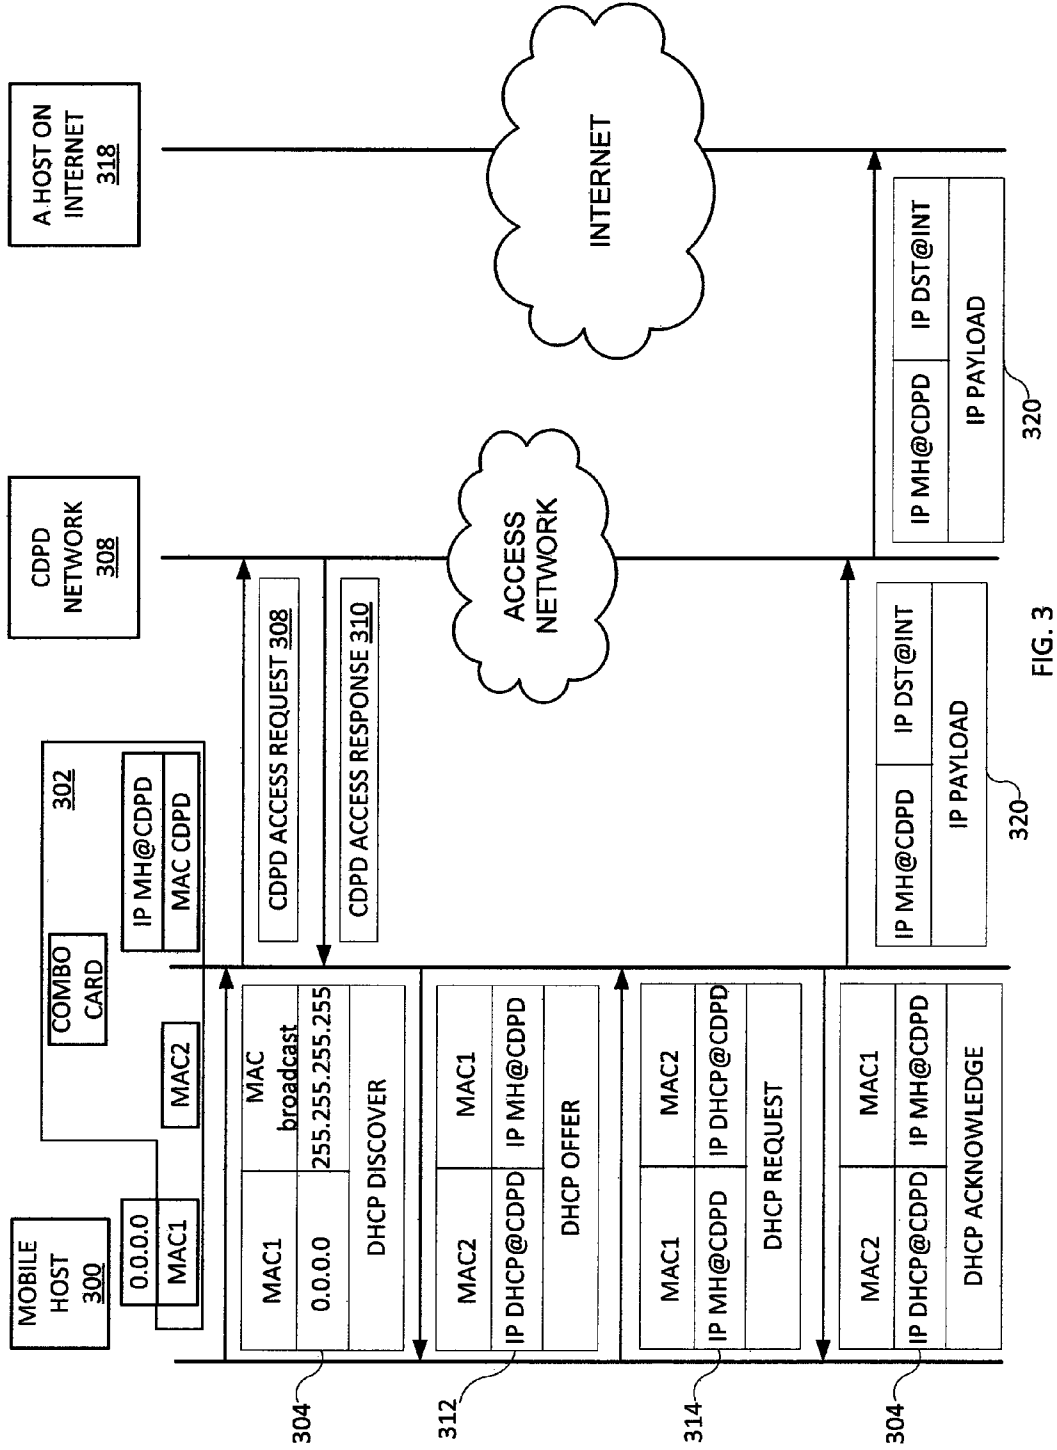 MOBILE
HOST
300
CDPD
NETWORK
308
A HOST ON
INTERNET
318
COMBO
CARD
302
0.0.0.0
MAC1
MAC2
IP MH@CDPD
MAC CDPD
304
MAC1
MAC
broadcast
0.0.0.0
255.255.255.255
DHCP DISCOVER
CDPD ACCESS REQUEST 308
CDPD ACCESS RESPONSE 310
312
MAC2
MAC1
IP DHCP@CDPD
IP MH@CDPD
DHCP OFFER
ACCESS
NETWORK
INTERNET
314
MAC1
MAC2
IP MH@CDPD
IP DHCP@CDPD
DHCP REQUEST
304
MAC2
MAC1
IP DHCP@CDPD
IP MH@CDPD
DHCP ACKNOWLEDGE
IP MH@CDPD
IP DST@INT
IP PAYLOAD
320
IP MH@CDPD
IP DST@INT
IP PAYLOAD
320
FIG. 3